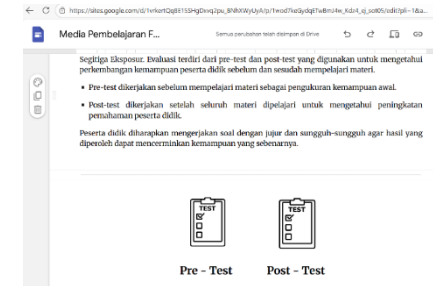 Media Pembelajaran F...
Semua perubahan telah disimpan di Drive
Segitiga Eksposur. Evaluasi terdiri dari pre-test dan post-test yang digunakan untuk mengetahui
perkembangan kemampuan peserta didik sebelum dan sesudah mempelajari materi.
• Pre-test dikerjakan sebelum mempelajari materi sebagai pengukuran kemampuan awal.
• Post-test dikerjakan setelah seluruh materi dipelajari untuk mengetahui peningkatan
pemahaman peserta didik.
Peserta didik diharapkan mengerjakan soal dengan jujur dan sungguh-sungguh agar hasil yang
diperoleh dapat mencerminkan kemampuan yang sebenarnya.
TEST
TEST
Pre - Test
Post - Test